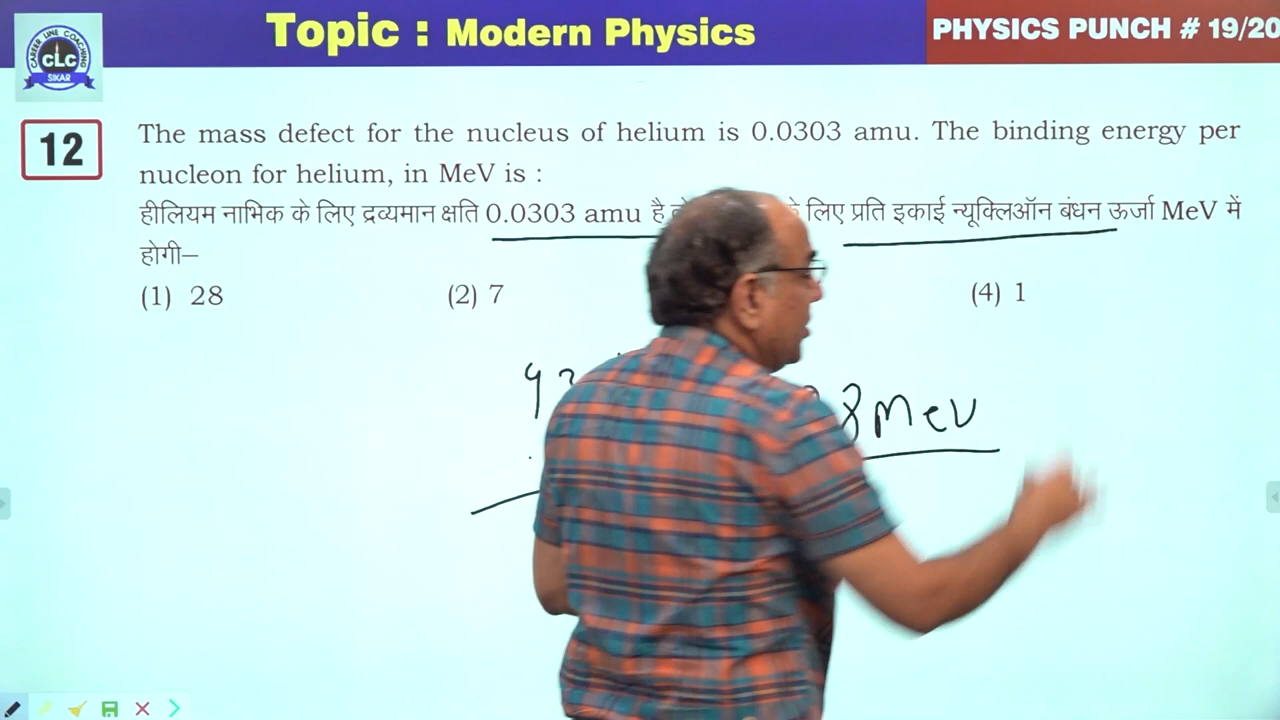 Topic : Modern Physics
PHYSICS PUNCH # 19/20
CAREER LINE COACHING
CLC
SIKAR
12
The mass defect for the nucleus of helium is 0.0303 amu. The binding energy per
nucleon for helium, in MeV is :
हीलियम नाभिक के लिए द्रव्यमान क्षति 0.0303 amu है के लिए प्रति इकाई न्यूक्लिऑन बंधन ऊर्जा MeV में
होगी–
(1) 28 (2) 7 (4) 1
8 MeV